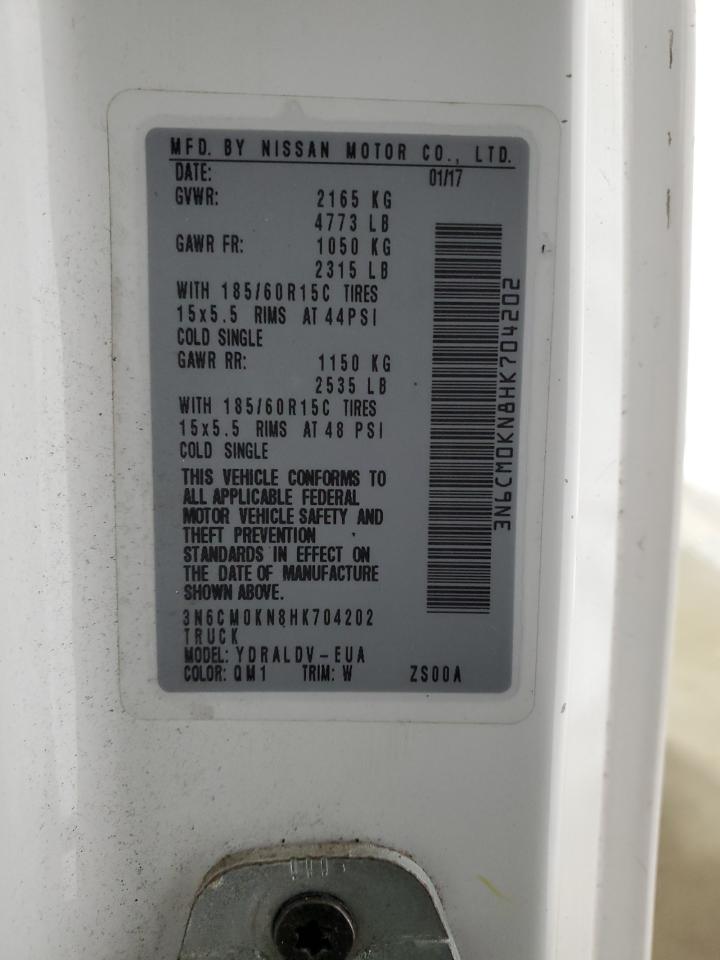 MFD. BY NISSAN MOTOR CO., LTD.
DATE: 01/17
GVWR: 2165 KG
4773 LB
GAWR FR: 1050 KG
2315 LB
WITH 185/60R15C TIRES
15x5.5 RIMS AT 44PSI
COLD SINGLE
GAWR RR: 1150 KG
2535 LB
WITH 185/60R15C TIRES
15x5.5 RIMS AT 48 PSI
COLD SINGLE
THIS VEHICLE CONFORMS TO
ALL APPLICABLE FEDERAL
MOTOR VEHICLE SAFETY AND
THEFT PREVENTION
STANDARDS IN EFFECT ON
THE DATE OF MANUFACTURE
SHOWN ABOVE.
3N6CM0KN8HK704202
TRUCK
MODEL: YDRALDV-EUA
COLOR: QM1 TRIM: W ZS00A
3N6CM0KN8HK704202